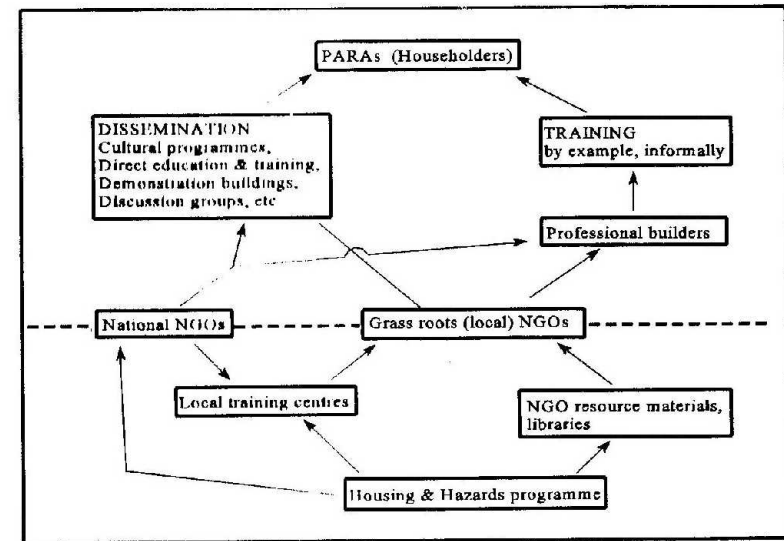 PARAs (Householders)
DISSEMINATION
Cultural programmes,
Direct education & training,
Demonstration buildings,
Discussion groups, etc
TRAINING
by example, informally
Professional builders
National NGOs
Grass roots (local) NGOs
Local training centres
NGO resource materials,
libraries
Housing & Hazards programme